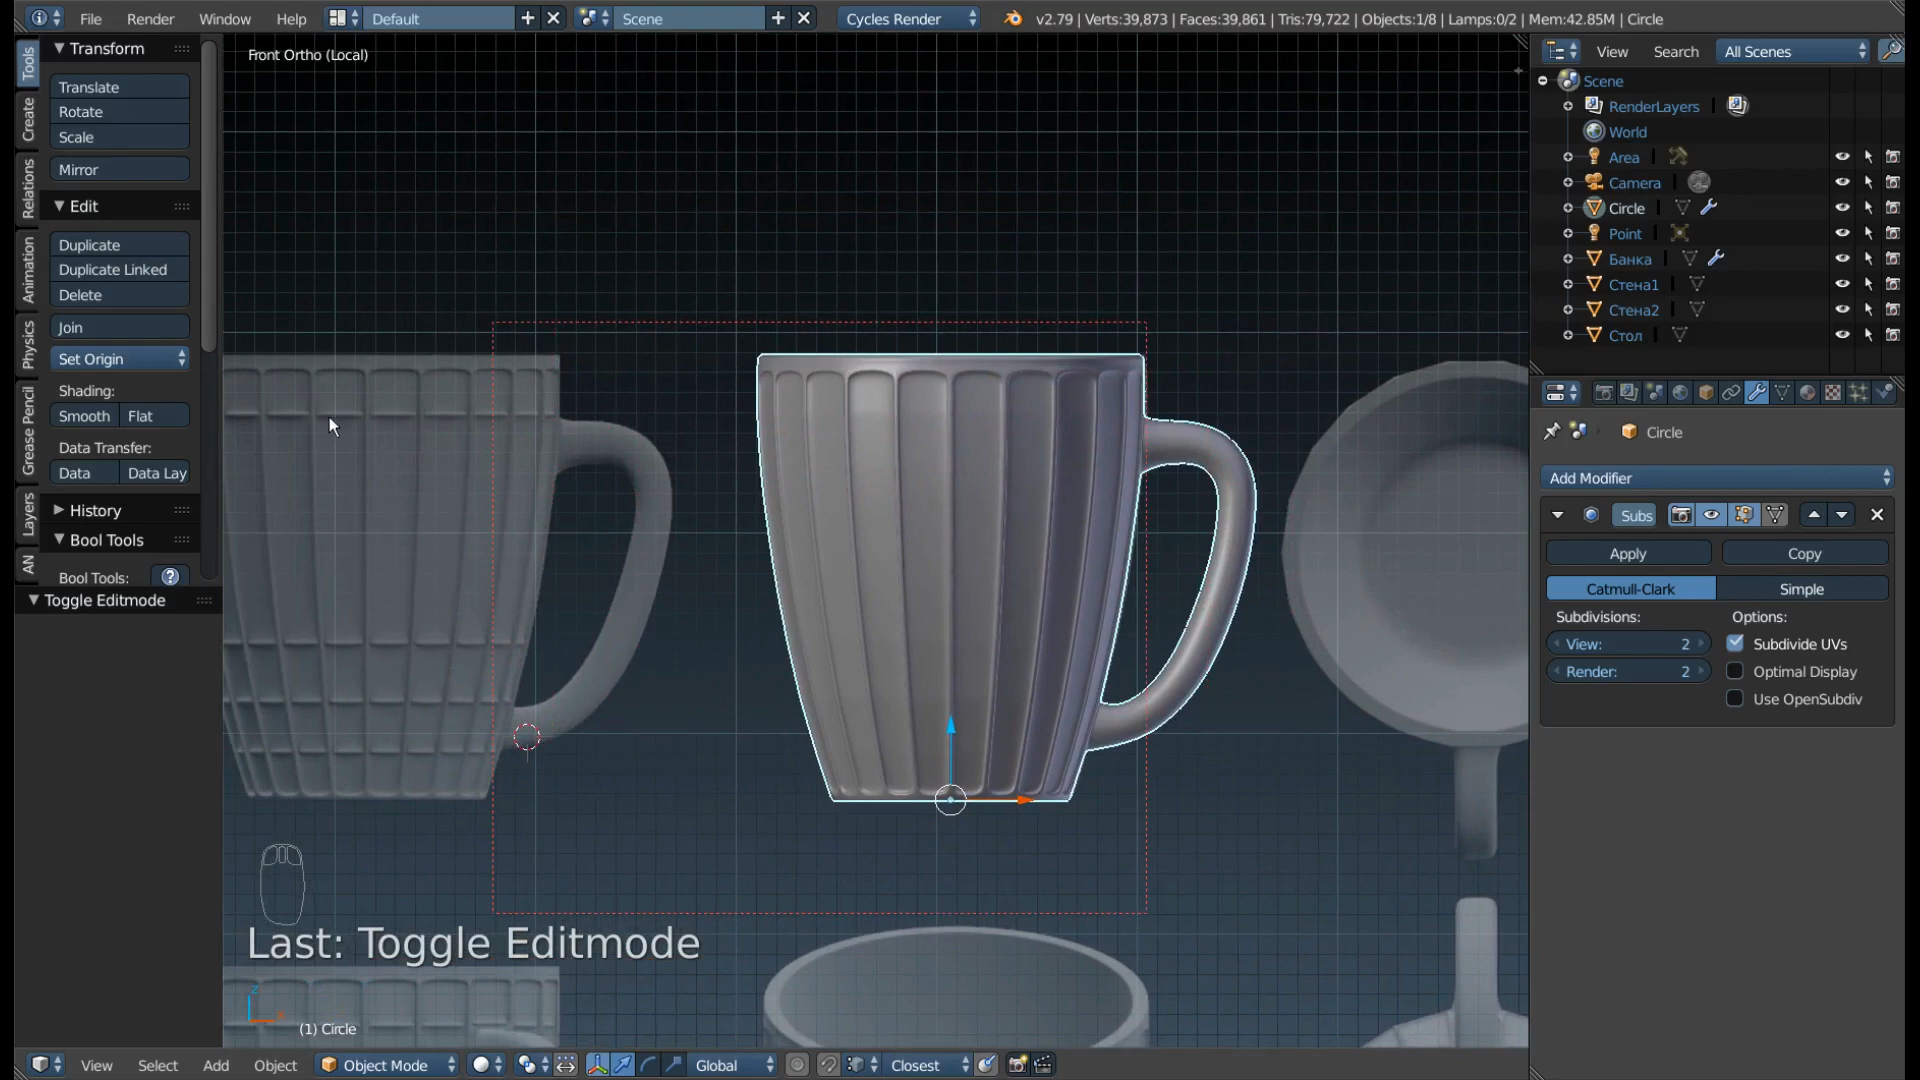 File Render Window Help Default Scene Cycles Render v2.79 | Verts:39,873 | Faces:39,861 | Tris:79,722 | Objects:1/8 | Lamps:0/2 | Mem:42.85M | Circle
Tools
Create
Relations
Animation
Physics
Grease Pencil
Layers
AN
Transform
Translate
Rotate
Scale
Mirror
Edit
Duplicate
Duplicate Linked
Delete
Join
Set Origin
Shading:
Smooth Flat
Data Transfer:
Data Data Lay
History
Bool Tools
Bool Tools:
Toggle Editmode
Front Ortho (Local)
Last: Toggle Editmode
z
(1) Circle
View Select Add Object Object Mode Global Closest
View Search All Scenes
Scene
RenderLayers
World
Area
Camera
Circle
Point
Банка
Стена1
Стена2
Стол
Circle
Add Modifier
Subs
Apply Copy
Catmull-Clark Simple
Subdivisions: Options:
View: 2 Subdivide UVs
Render: 2 Optimal Display
Use OpenSubdiv